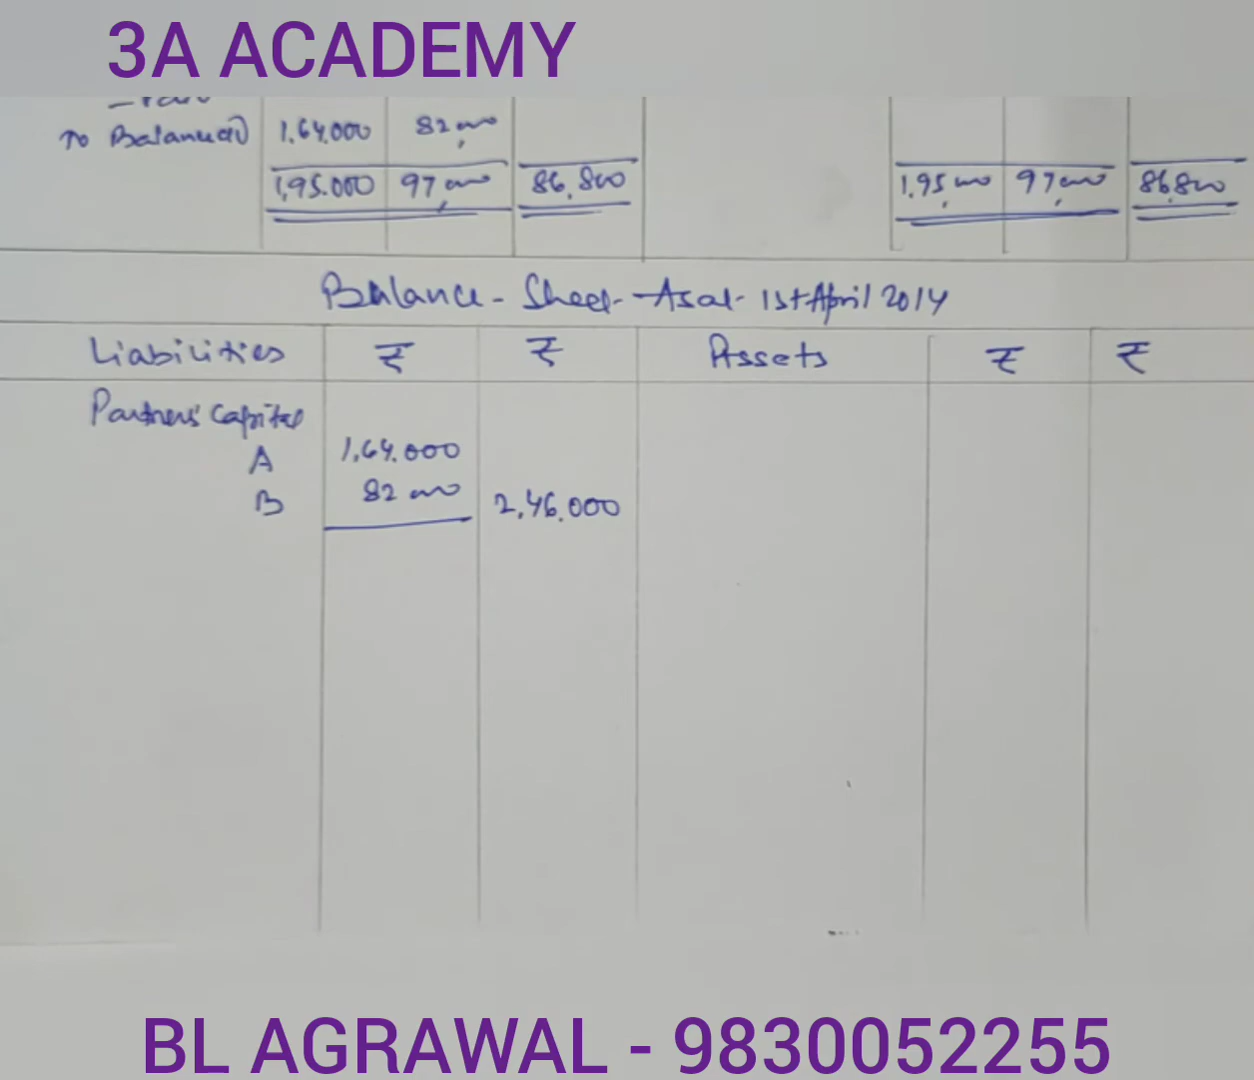 3A ACADEMY
To Balance c/d 1,64,000 82,000
1,95,000 97,000 86,800 1,95,000 97,000 86,800
Balance - Sheet - As at - 1st April 2014
Liabilities ₹ ₹ Assets ₹ ₹
Partners' Capital
A 1,64,000
B 82,000 2,46,000
BL AGRAWAL - 9830052255